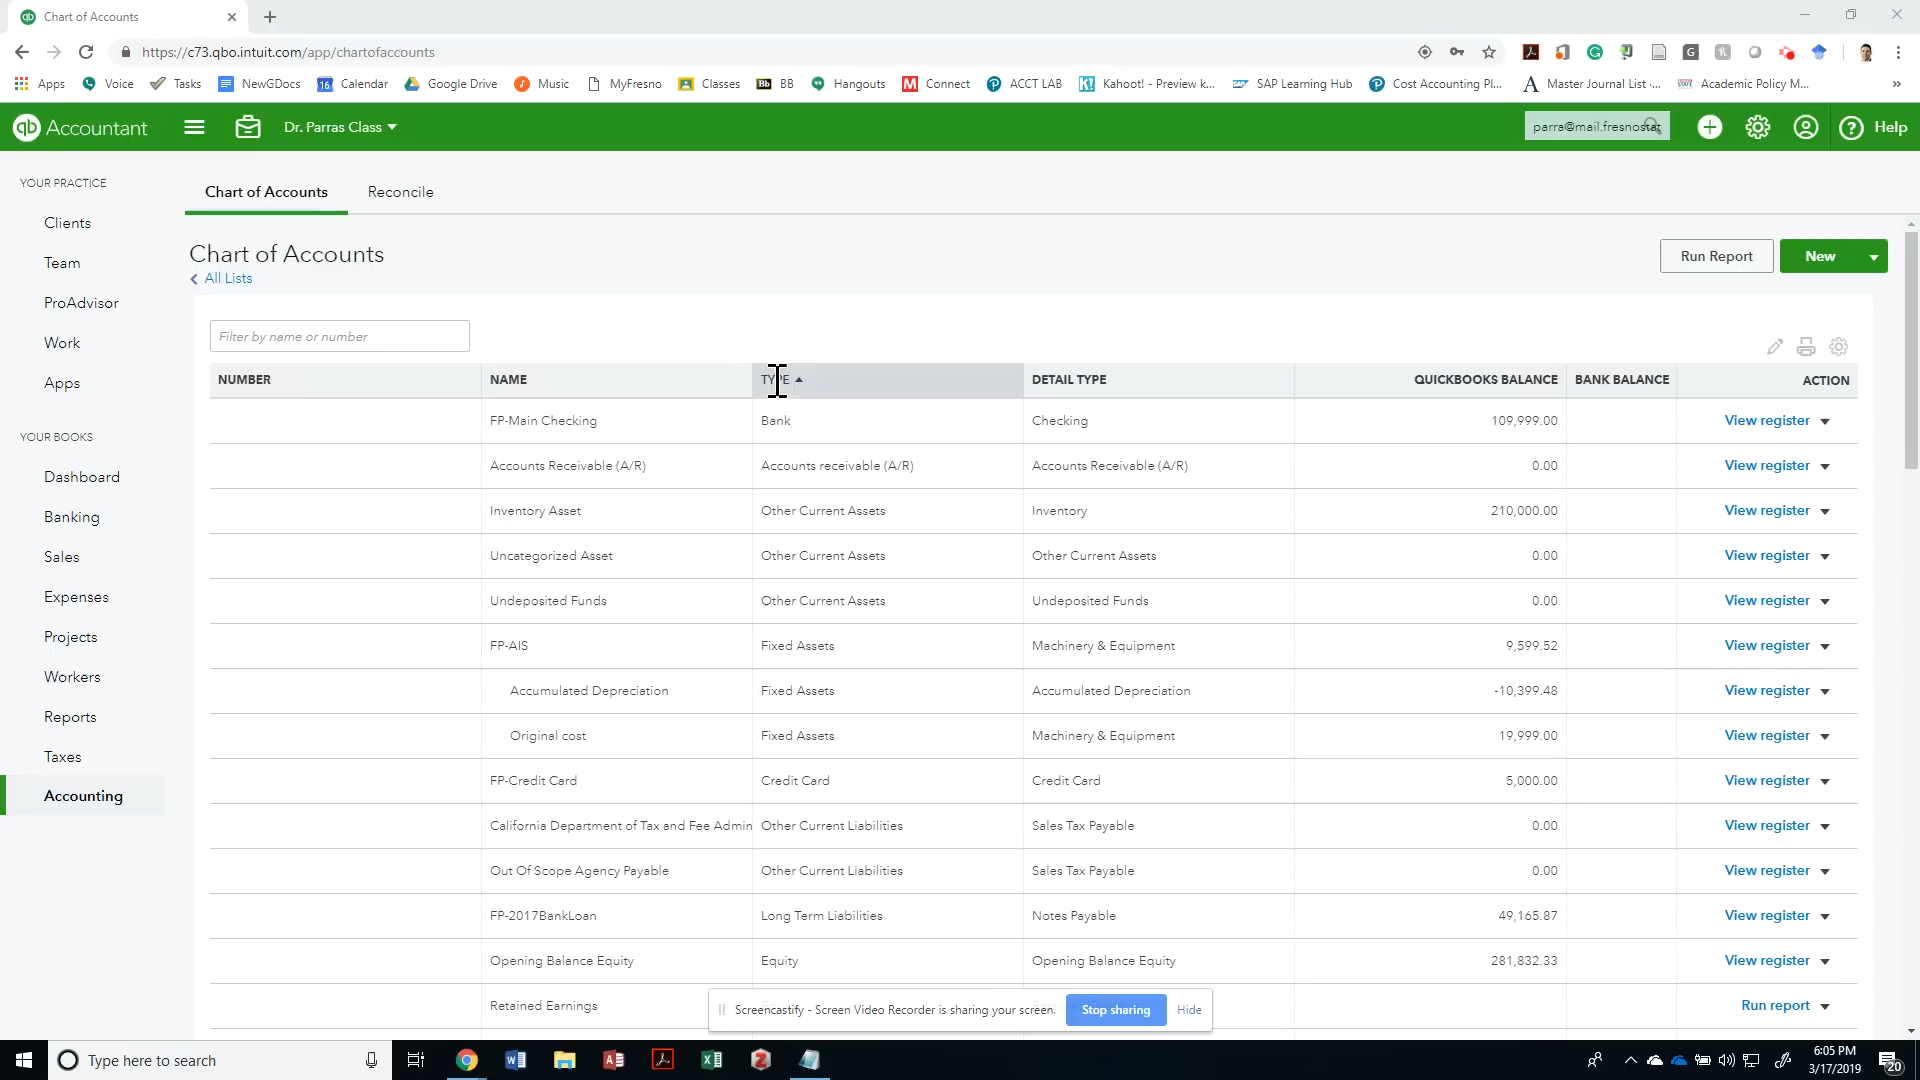 Chart of Accounts
https://c73.qbo.intuit.com/app/chartofaccounts
Apps Voice Tasks NewGDocs Calendar Google Drive Music MyFresno Classes BB Hangouts Connect ACCT LAB Kahoot! - Preview k... SAP Learning Hub Cost Accounting Pl... Master Journal List -... Academic Policy M... »
qb Accountant Dr. Parras Class parra@mail.fresnostat Help
YOUR PRACTICE
Clients
Team
ProAdvisor
Work
Apps
YOUR BOOKS
Dashboard
Banking
Sales
Expenses
Projects
Workers
Reports
Taxes
Accounting
Chart of Accounts Reconcile
Chart of Accounts
All Lists
Run Report New
Filter by name or number
NUMBER NAME TYPE DETAIL TYPE QUICKBOOKS BALANCE BANK BALANCE ACTION
FP-Main Checking Bank Checking 109,999.00 View register
Accounts Receivable (A/R) Accounts receivable (A/R) Accounts Receivable (A/R) 0.00 View register
Inventory Asset Other Current Assets Inventory 210,000.00 View register
Uncategorized Asset Other Current Assets Other Current Assets 0.00 View register
Undeposited Funds Other Current Assets Undeposited Funds 0.00 View register
FP-AIS Fixed Assets Machinery & Equipment 9,599.52 View register
Accumulated Depreciation Fixed Assets Accumulated Depreciation -10,399.48 View register
Original cost Fixed Assets Machinery & Equipment 19,999.00 View register
FP-Credit Card Credit Card Credit Card 5,000.00 View register
California Department of Tax and Fee Admin Other Current Liabilities Sales Tax Payable 0.00 View register
Out Of Scope Agency Payable Other Current Liabilities Sales Tax Payable 0.00 View register
FP-2017BankLoan Long Term Liabilities Notes Payable 49,165.87 View register
Opening Balance Equity Equity Opening Balance Equity 281,832.33 View register
Retained Earnings Run report
Screencastify - Screen Video Recorder is sharing your screen. Stop sharing Hide
Type here to search
6:05 PM
3/17/2019
20